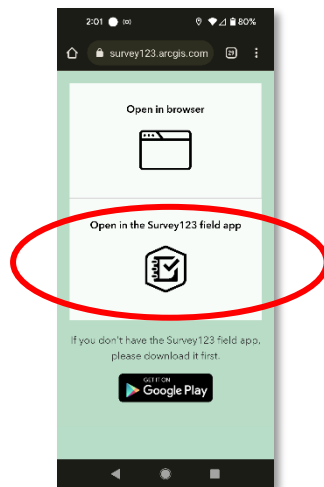 2:01 80%
survey123.arcgis.com
Open in browser
Open in the Survey123 field app
If you don't have the Survey123 field app,
please download it first.
GET IT ON
Google Play